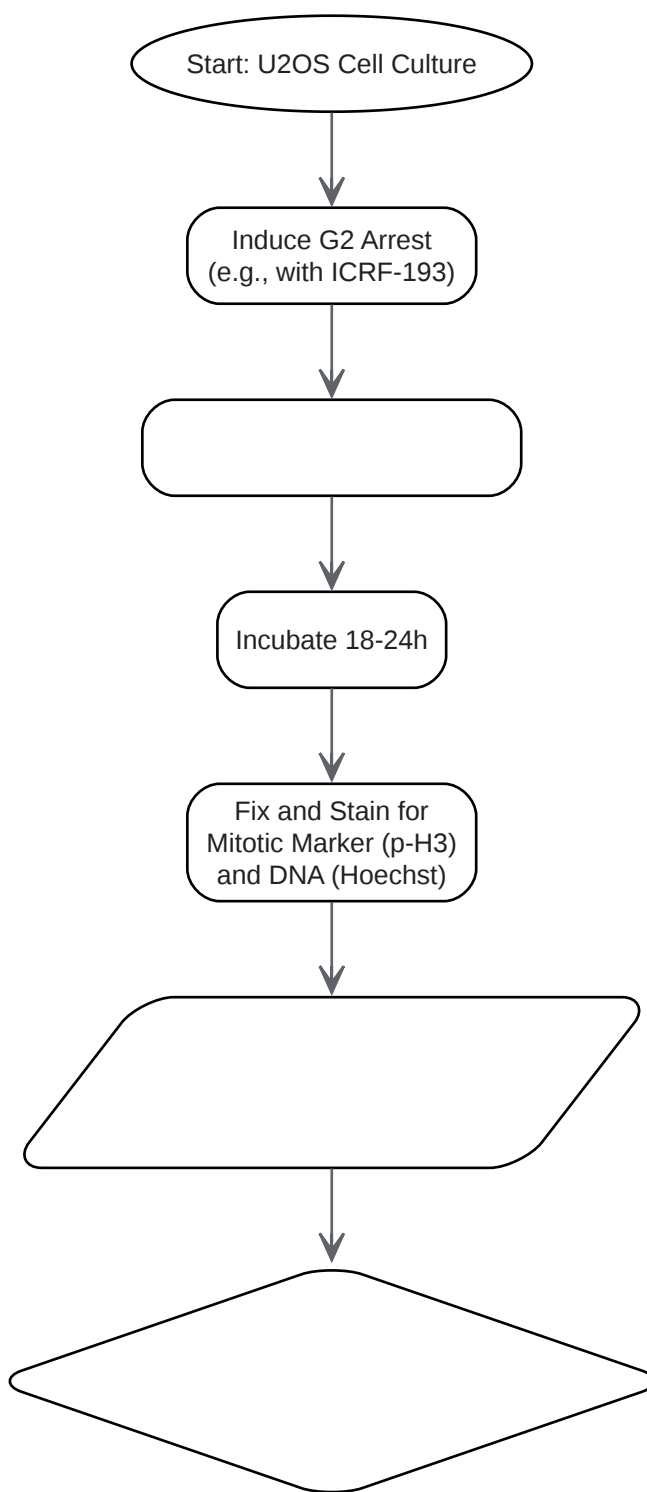 Start: U2OS Cell Culture
Induce G2 Arrest
(e.g., with ICRF-193)
Incubate 18-24h
Fix and Stain for
Mitotic Marker (p-H3)
and DNA (Hoechst)